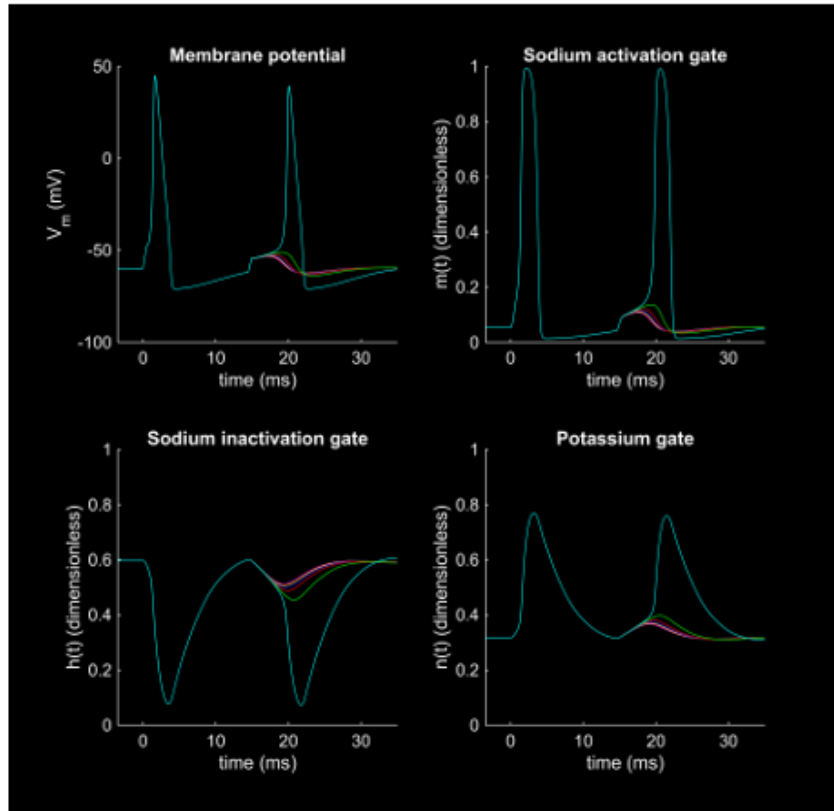 Membrane potential
50
0
-50
-100
V_m (mV)
0 10 20 30
time (ms)
Sodium activation gate
1
0.8
0.6
0.4
0.2
0
m(t) (dimensionless)
0 10 20 30
time (ms)
Sodium inactivation gate
1
0.8
0.6
0.4
0.2
0
h(t) (dimensionless)
0 10 20 30
time (ms)
Potassium gate
1
0.8
0.6
0.4
0.2
0
n(t) (dimensionless)
0 10 20 30
time (ms)